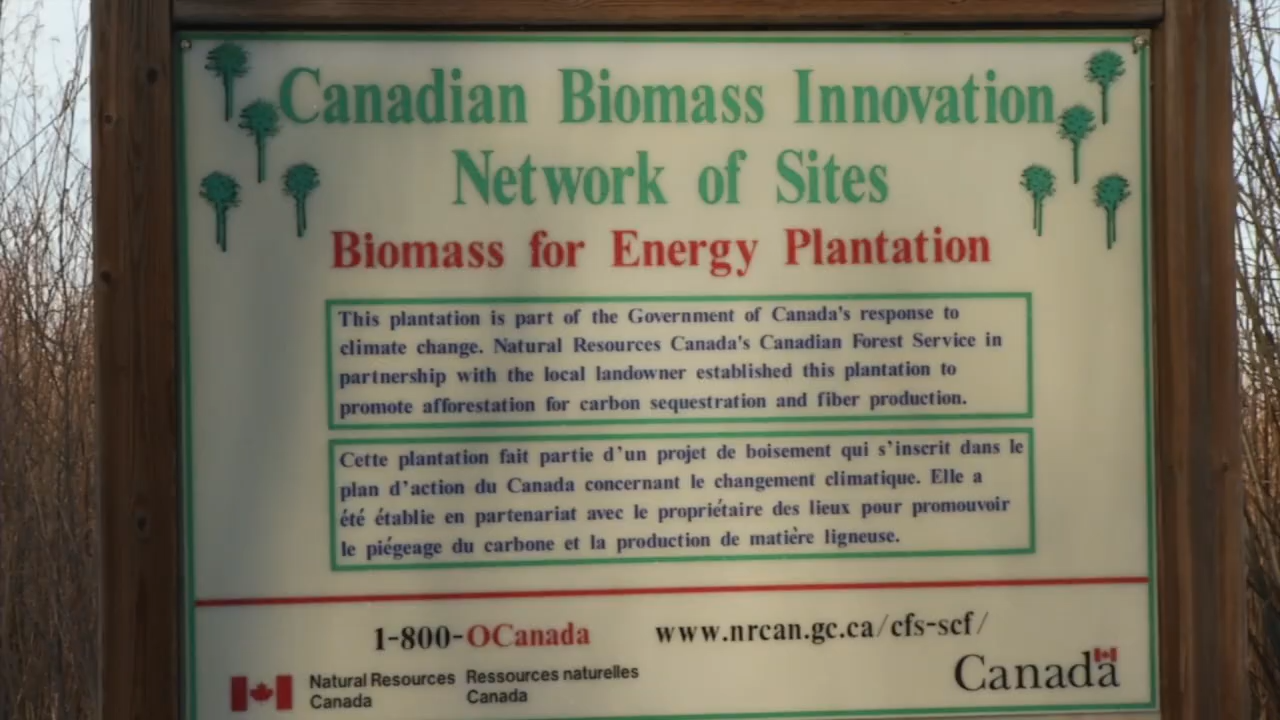 Canadian Biomass Innovation
Network of Sites
Biomass for Energy Plantation
This plantation is part of the Government of Canada's response to
climate change. Natural Resources Canada's Canadian Forest Service in
partnership with the local landowner established this plantation to
promote afforestation for carbon sequestration and fiber production.
Cette plantation fait partie d'un projet de boisement qui s'inscrit dans le
plan d'action du Canada concernant le changement climatique. Elle a
été établie en partenariat avec le propriétaire des lieux pour promouvoir
le piégeage du carbone et la production de matière ligneuse.
1-800-OCanada www.nrcan.gc.ca/cfs-scf/
Natural Resources Ressources naturelles
Canada Canada
Canada